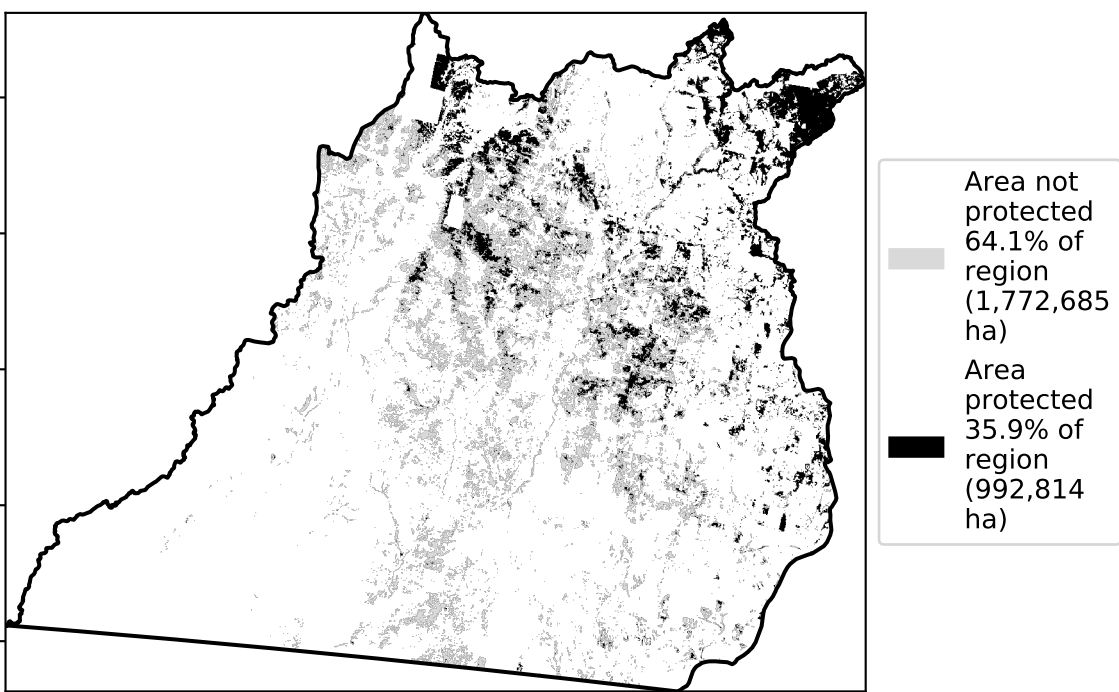 Area not
protected
64.1% of
region
(1,772,685
ha)
Area
protected
35.9% of
region
(992,814
ha)